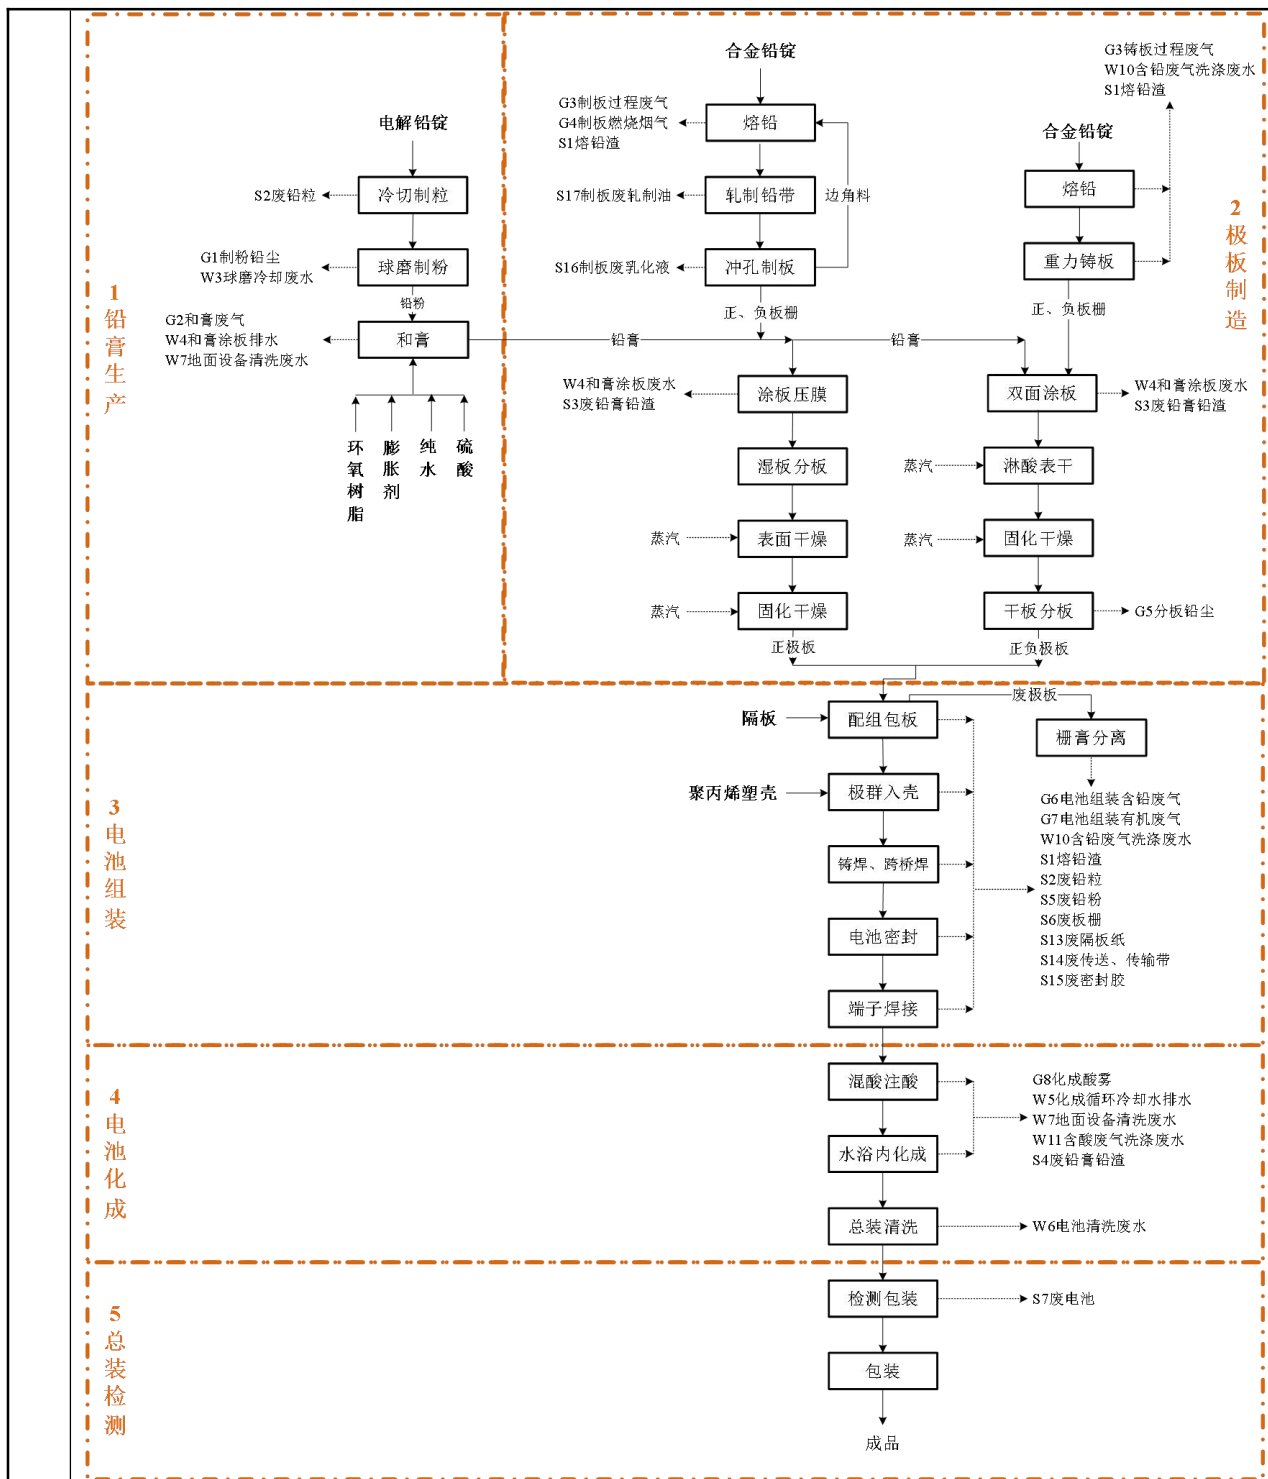 1铅膏生产
电解铅锭
冷切制粒
S2废铅粒
球磨制粉
G1制粉铅尘
W3球磨冷却废水
铅粉
和膏
G2和膏废气
W4和膏涂板排水
W7地面设备清洗废水
环氧树脂
膨胀剂
纯水
硫酸
铅膏
铅膏
2极板制造
合金铅锭
熔铅
G3制板过程废气
G4制板燃烧烟气
S1熔铅渣
轧制铅带
S17制板废轧制油
边角料
冲孔制板
S16制板废乳化液
正、负板栅
涂板压膜
W4和膏涂板废水
S3废铅膏铅渣
湿板分板
表面干燥
蒸汽
固化干燥
蒸汽
正极板
G3铸板过程废气
W10含铅废气洗涤废水
S1熔铅渣
合金铅锭
熔铅
重力铸板
正、负板栅
双面涂板
W4和膏涂板废水
S3废铅膏铅渣
淋酸表干
蒸汽
固化干燥
蒸汽
干板分板
G5分板铅尘
正负极板
3电池组装
隔板
配组包板
废极板
栅膏分离
聚丙烯塑壳
极群入壳
铸焊、跨桥焊
电池密封
端子焊接
G6电池组装含铅废气
G7电池组装有机废气
W10含铅废气洗涤废水
S1熔铅渣
S2废铅粒
S5废铅粉
S6废板栅
S13废隔板纸
S14废传送、传输带
S15废密封胶
4电池化成
混酸注酸
水浴内化成
G8化成酸雾
W5化成循环冷却水排水
W7地面设备清洗废水
W11含酸废气洗涤废水
S4废铅膏铅渣
总装清洗
W6电池清洗废水
5总装检测
检测包装
S7废电池
包装
成品